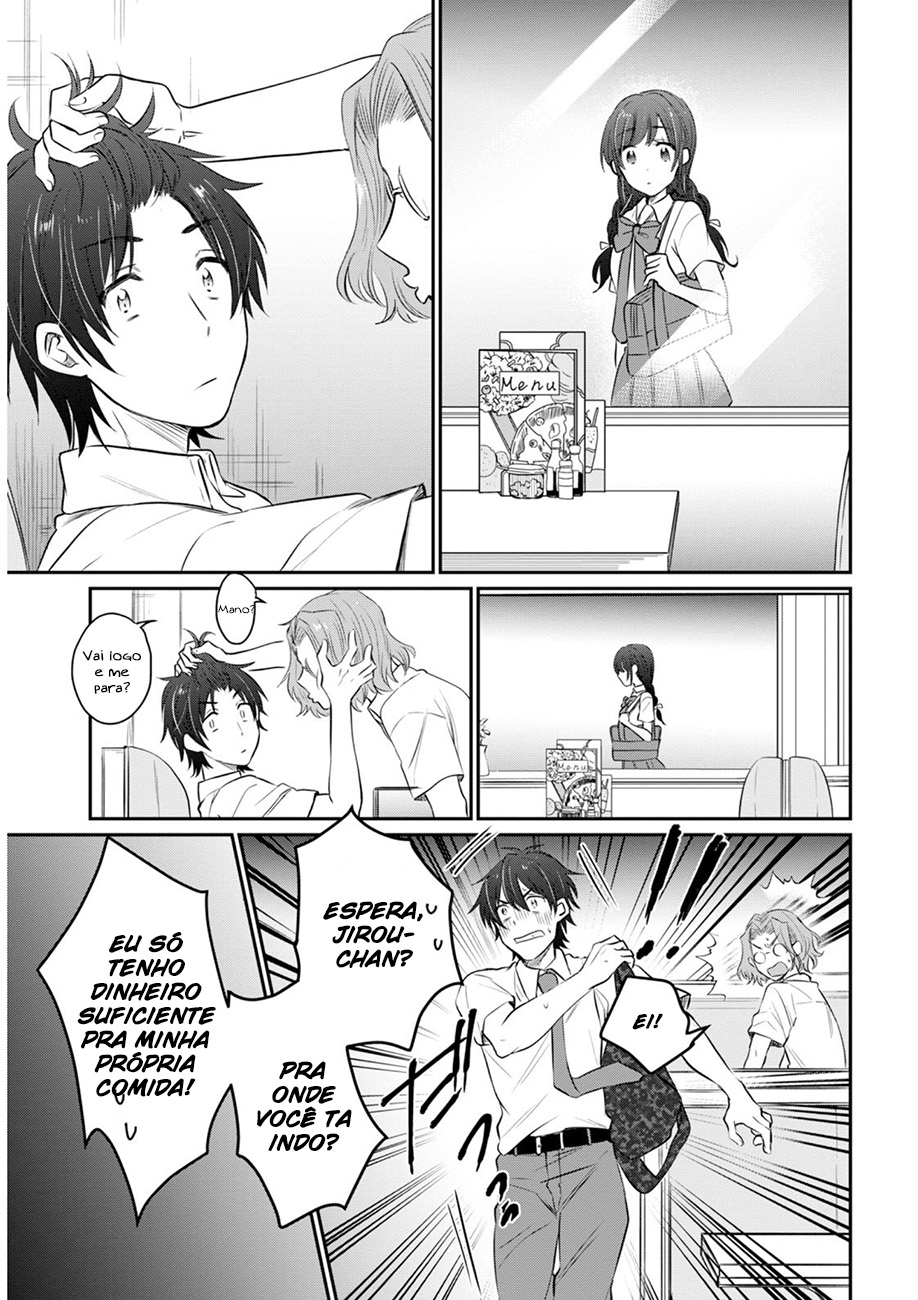 Menu
Mano?
Vai logo
e me
para?
Menu
EI!
ESPERA,
JIROU-
CHAN?
PRA
ONDE
VOCÊ TA
INDO?
EU SÓ
TENHO
DINHEIRO
SUFICIENTE
PRA MINHA
PRÓPRIA
COMIDA!